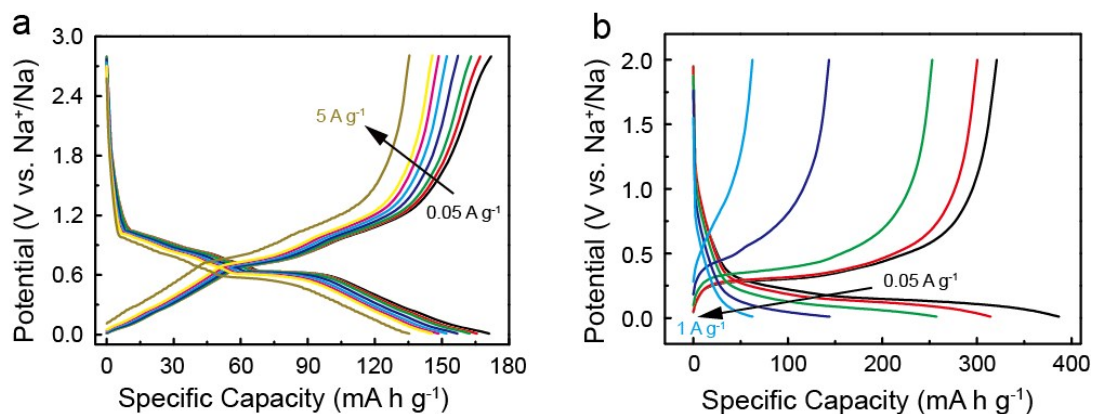 a
3.0
2.4
1.8
1.2
0.6
0.0
Potential (V vs. Na⁺/Na)
5 A g⁻¹
0.05 A g⁻¹
0 30 60 90 120 150 180
Specific Capacity (mA h g⁻¹)
b
2.0
1.5
1.0
0.5
0.0
Potential (V vs. Na⁺/Na)
0.05 A g⁻¹
1 A g⁻¹
0 100 200 300 400
Specific Capacity (mA h g⁻¹)